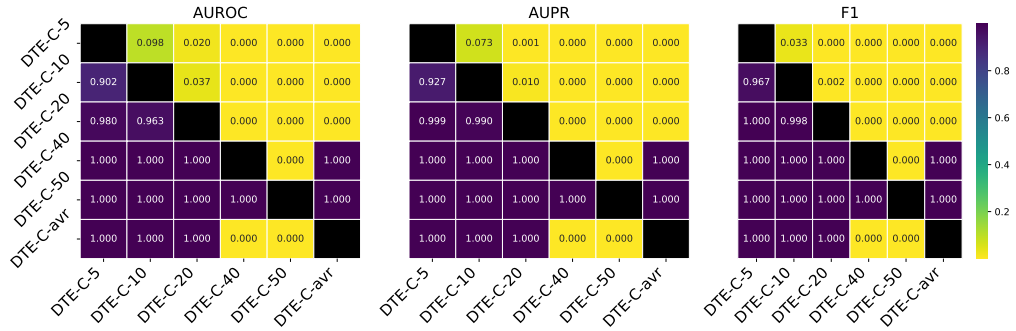 AUROC AUPR F1
DTE-C-5 0.098 0.020 0.000 0.000 0.000 0.073 0.001 0.000 0.000 0.000 0.033 0.000 0.000 0.000 0.000
DTE-C-10 0.902 0.037 0.000 0.000 0.000 0.927 0.010 0.000 0.000 0.000 0.967 0.002 0.000 0.000 0.000
DTE-C-20 0.980 0.963 0.000 0.000 0.000 0.999 0.990 0.000 0.000 0.000 1.000 0.998 0.000 0.000 0.000
DTE-C-40 1.000 1.000 1.000 0.000 1.000 1.000 1.000 1.000 0.000 1.000 1.000 1.000 1.000 0.000 1.000
DTE-C-50 1.000 1.000 1.000 1.000 1.000 1.000 1.000 1.000 1.000 1.000 1.000 1.000 1.000 1.000 1.000
DTE-C-avr 1.000 1.000 1.000 0.000 0.000 1.000 1.000 1.000 0.000 0.000 1.000 1.000 1.000 0.000 0.000
DTE-C-5 DTE-C-10 DTE-C-20 DTE-C-40 DTE-C-50 DTE-C-avr DTE-C-5 DTE-C-10 DTE-C-20 DTE-C-40 DTE-C-50 DTE-C-avr DTE-C-5 DTE-C-10 DTE-C-20 DTE-C-40 DTE-C-50 DTE-C-avr
0.8
0.6
0.4
0.2